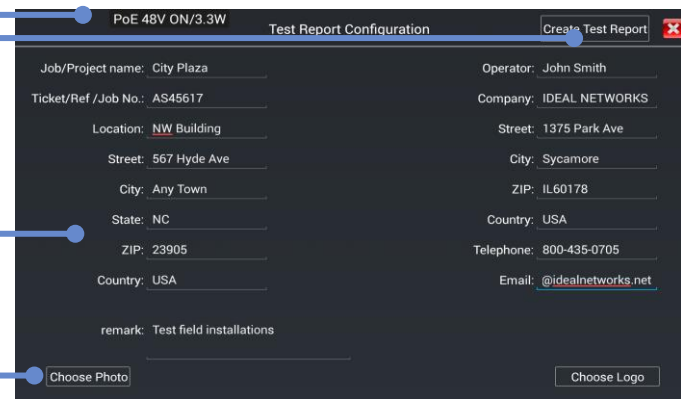 PoE 48V ON/3.3W
Test Report Configuration
Create Test Report
Job/Project name: City Plaza
Operator: John Smith
Ticket/Ref /Job No.: AS45617
Company: IDEAL NETWORKS
Location: NW Building
Street: 1375 Park Ave
Street: 567 Hyde Ave
City: Sycamore
City: Any Town
ZIP: IL60178
State: NC
Country: USA
ZIP: 23905
Telephone: 800-435-0705
Country: USA
Email: @idealnetworks.net
remark: Test field installations
Choose Photo
Choose Logo